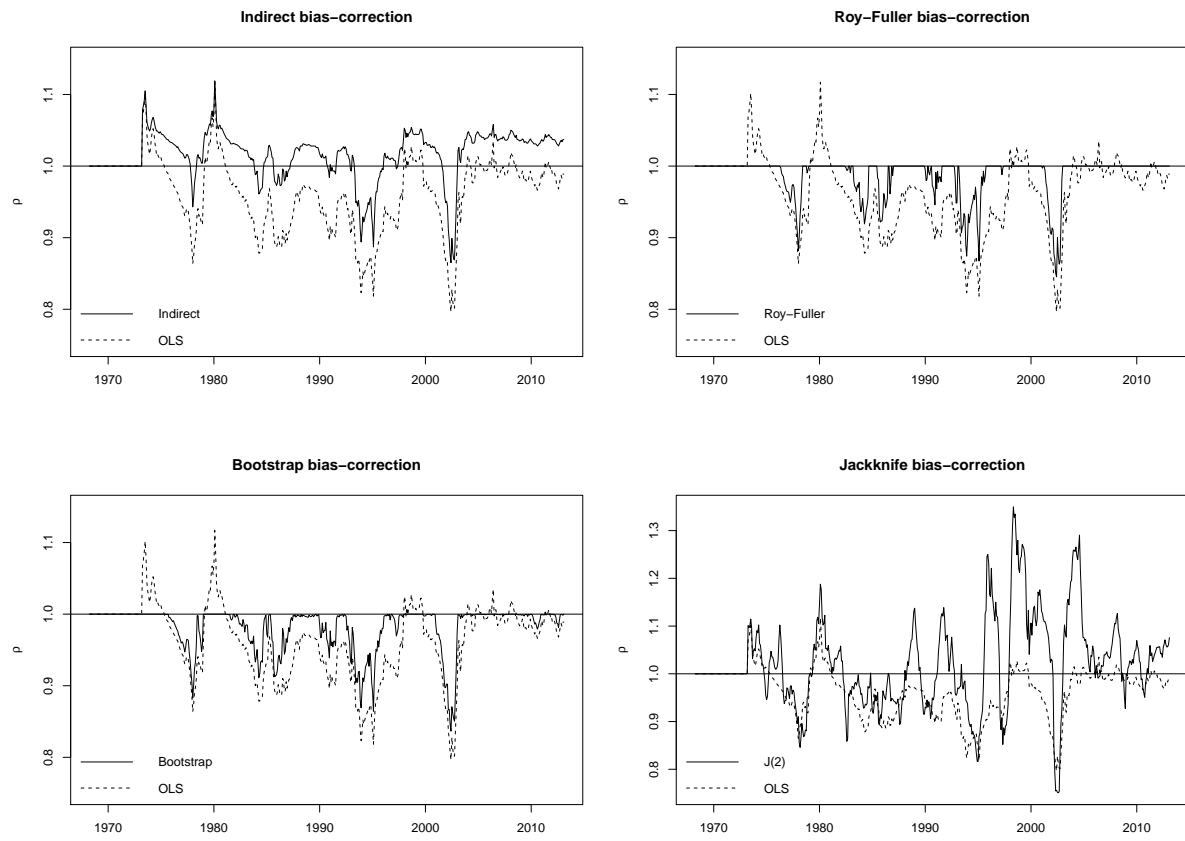 Indirect bias−correction
ρ
1.1
1.0
0.9
0.8
Indirect
OLS
1970 1980 1990 2000 2010
Roy−Fuller bias−correction
ρ
1.1
1.0
0.9
0.8
Roy−Fuller
OLS
1970 1980 1990 2000 2010
Bootstrap bias−correction
ρ
1.1
1.0
0.9
0.8
Bootstrap
OLS
1970 1980 1990 2000 2010
Jackknife bias−correction
ρ
1.3
1.2
1.1
1.0
0.9
0.8
J(2)
OLS
1970 1980 1990 2000 2010